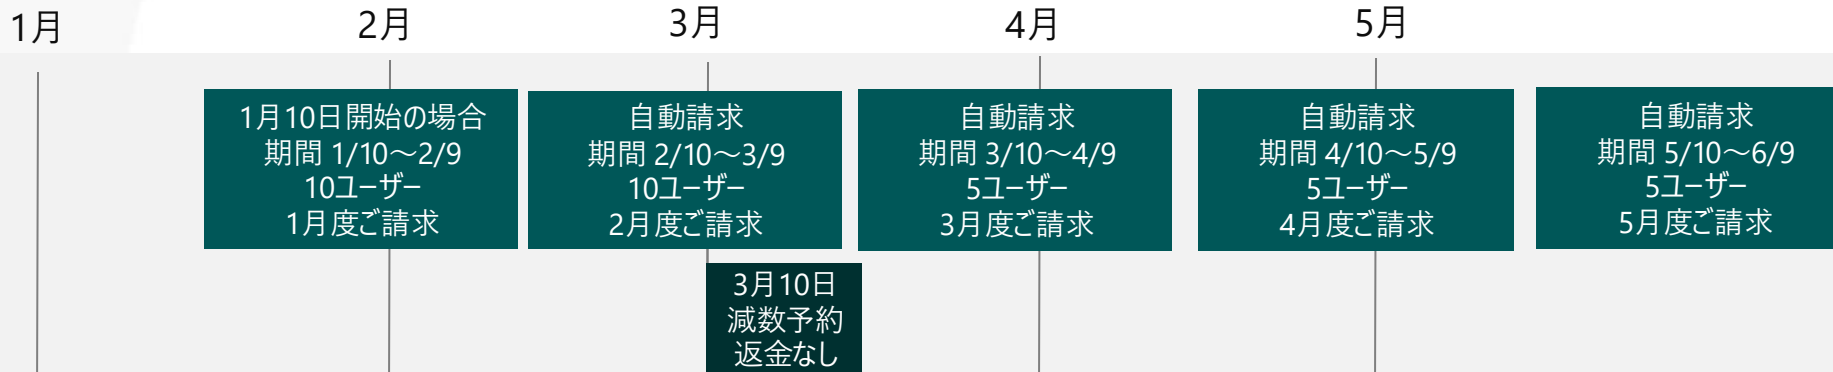 1月
2月
3月
4月
5月
1月10日開始の場合
期間 1/10～2/9
10ユーザー
1月度ご請求
自動請求
期間 2/10～3/9
10ユーザー
2月度ご請求
自動請求
期間 3/10～4/9
5ユーザー
3月度ご請求
自動請求
期間 4/10～5/9
5ユーザー
4月度ご請求
自動請求
期間 5/10～6/9
5ユーザー
5月度ご請求
3月10日
減数予約
返金なし